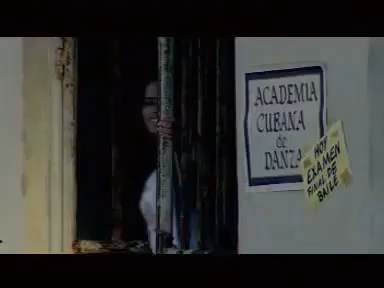 ACADEMIA
CUBANA
de
DANZA
HOY
EXAMEN
FINAL DE
BAILE